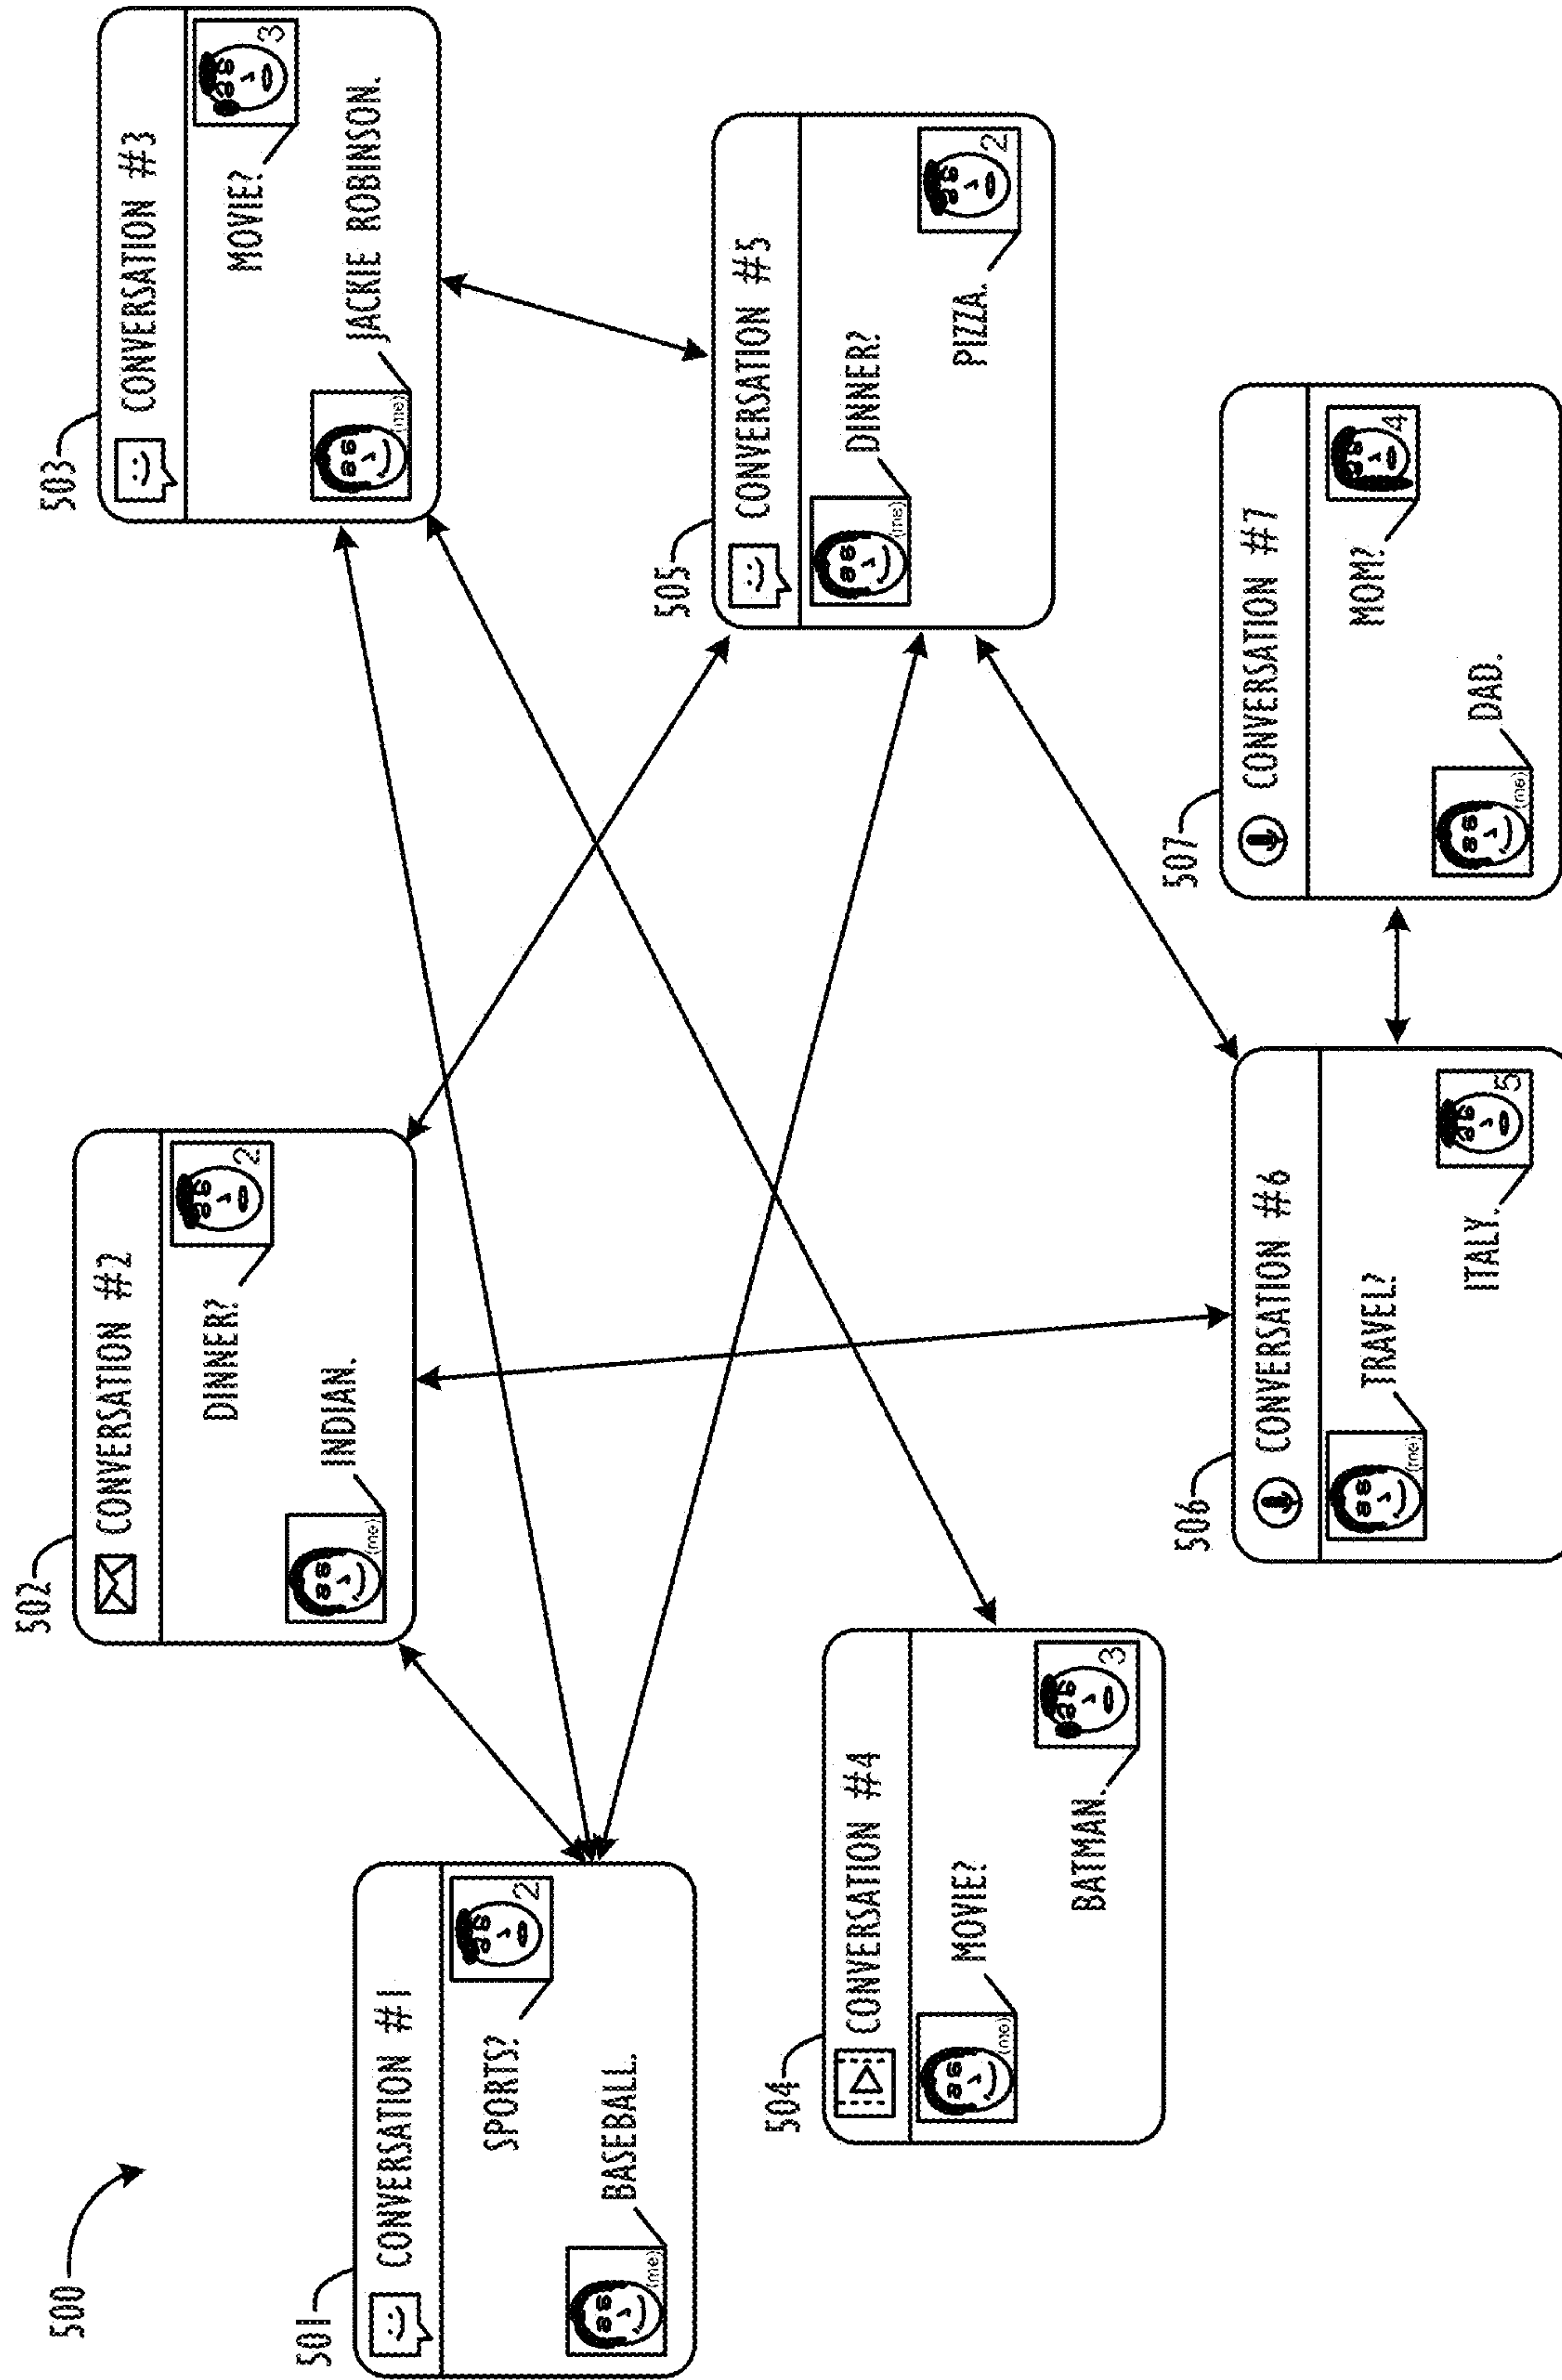 500
501
CONVERSATION #1
SPORTS?
2
BASEBALL.
(me)
502
CONVERSATION #2
DINNER?
2
INDIAN.
(me)
503
CONVERSATION #3
MOVIE?
3
JACKIE ROBINSON.
(me)
504
CONVERSATION #4
MOVIE?
(me)
BATMAN.
3
505
CONVERSATION #5
DINNER?
(me)
PIZZA.
2
506
CONVERSATION #6
TRAVEL?
(me)
ITALY.
5
507
CONVERSATION #7
MOM?
4
DAD.
(me)